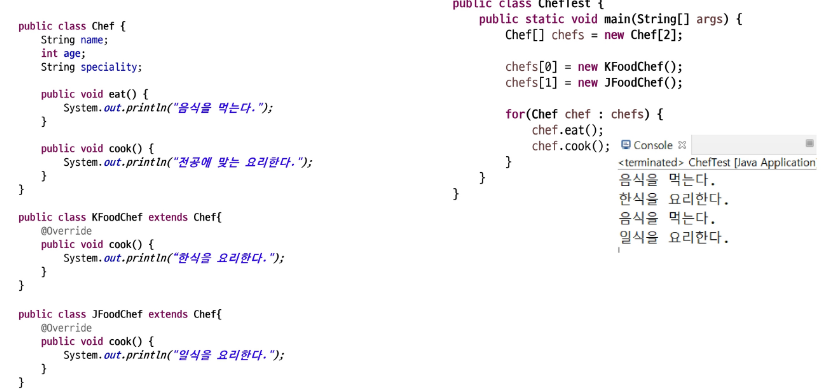 public class Chef {
    String name;
    int age;
    String speciality;

    public void eat() {
        System.out.println("음식을 먹는다.");
    }

    public void cook() {
        System.out.println("전공에 맞는 요리한다.");
    }
}

public class KFoodChef extends Chef{
    @Override
    public void cook() {
        System.out.println("한식을 요리한다.");
    }
}

public class JFoodChef extends Chef{
    @Override
    public void cook() {
        System.out.println("일식을 요리한다.");
    }
}

public class ChefTest {
    public static void main(String[] args) {
        Chef[] chefs = new Chef[2];

        chefs[0] = new KFoodChef();
        chefs[1] = new JFoodChef();

        for(Chef chef : chefs) {
            chef.eat();
            chef.cook();
        }
    }
}
Console
<terminated> ChefTest [Java Application
음식을 먹는다.
한식을 요리한다.
음식을 먹는다.
일식을 요리한다.